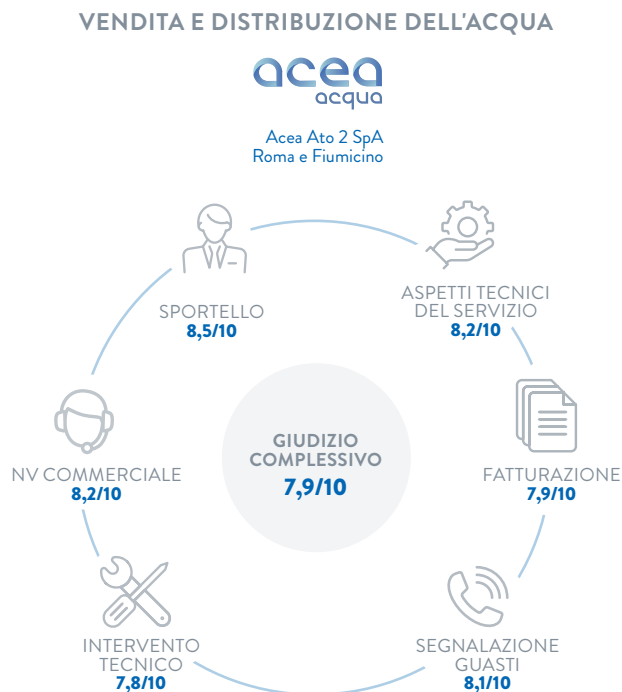 VENDITA E DISTRIBUZIONE DELL'ACQUA
acea
acqua
Acea Ato 2 SpA
Roma e Fiumicino
SPORTELLO
8,5/10
ASPETTI TECNICI
DEL SERVIZIO
8,2/10
GIUDIZIO
COMPLESSIVO
7,9/10
NV COMMERCIALE
8,2/10
FATTURAZIONE
7,9/10
INTERVENTO
TECNICO
7,8/10
SEGNALAZIONE
GUASTI
8,1/10